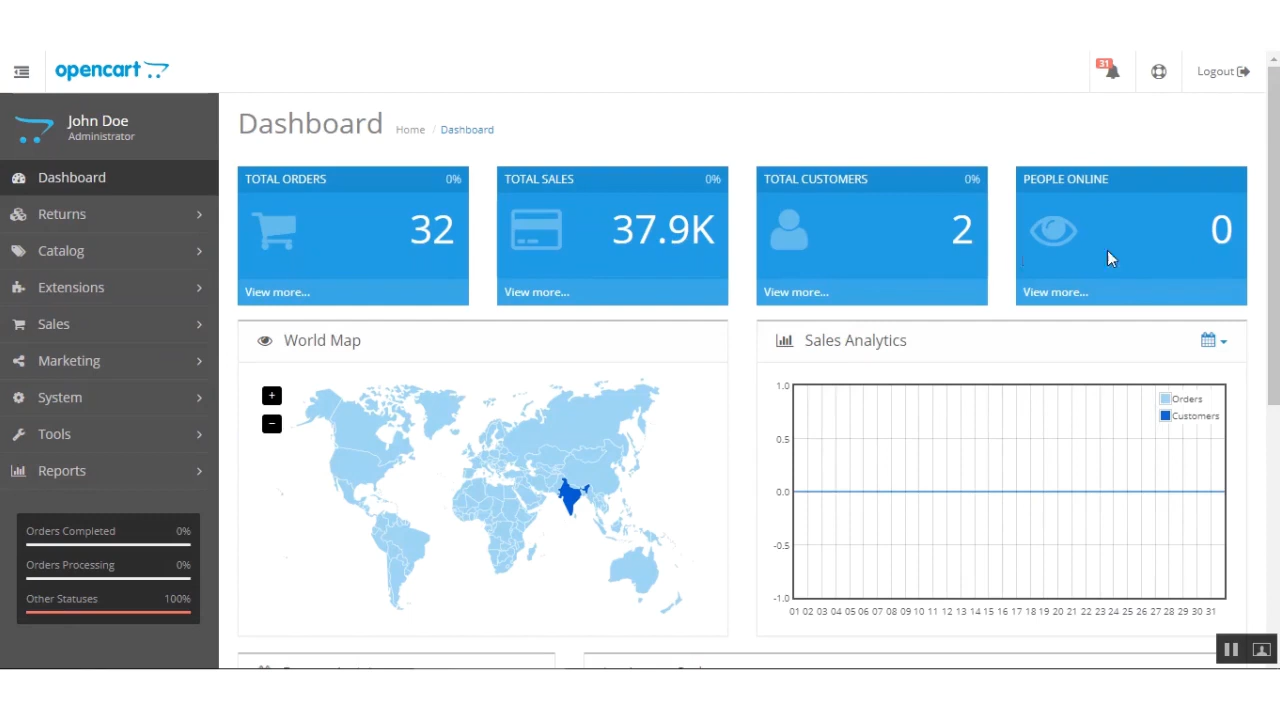 opencart
31
Logout
John Doe
Administrator
Dashboard
Home / Dashboard
Dashboard
Returns
Catalog
Extensions
Sales
Marketing
System
Tools
Reports
Orders Completed 0%
Orders Processing 0%
Other Statuses 100%
TOTAL ORDERS 0%
32
View more...
TOTAL SALES 0%
37.9K
View more...
TOTAL CUSTOMERS 0%
2
View more...
PEOPLE ONLINE
0
View more...
World Map
+
−
Sales Analytics
1.0
0.5
0.0
-0.5
-1.0
Orders
Customers
01 02 03 04 05 06 07 08 09 10 11 12 13 14 15 16 17 18 19 20 21 22 23 24 25 26 27 28 29 30 31